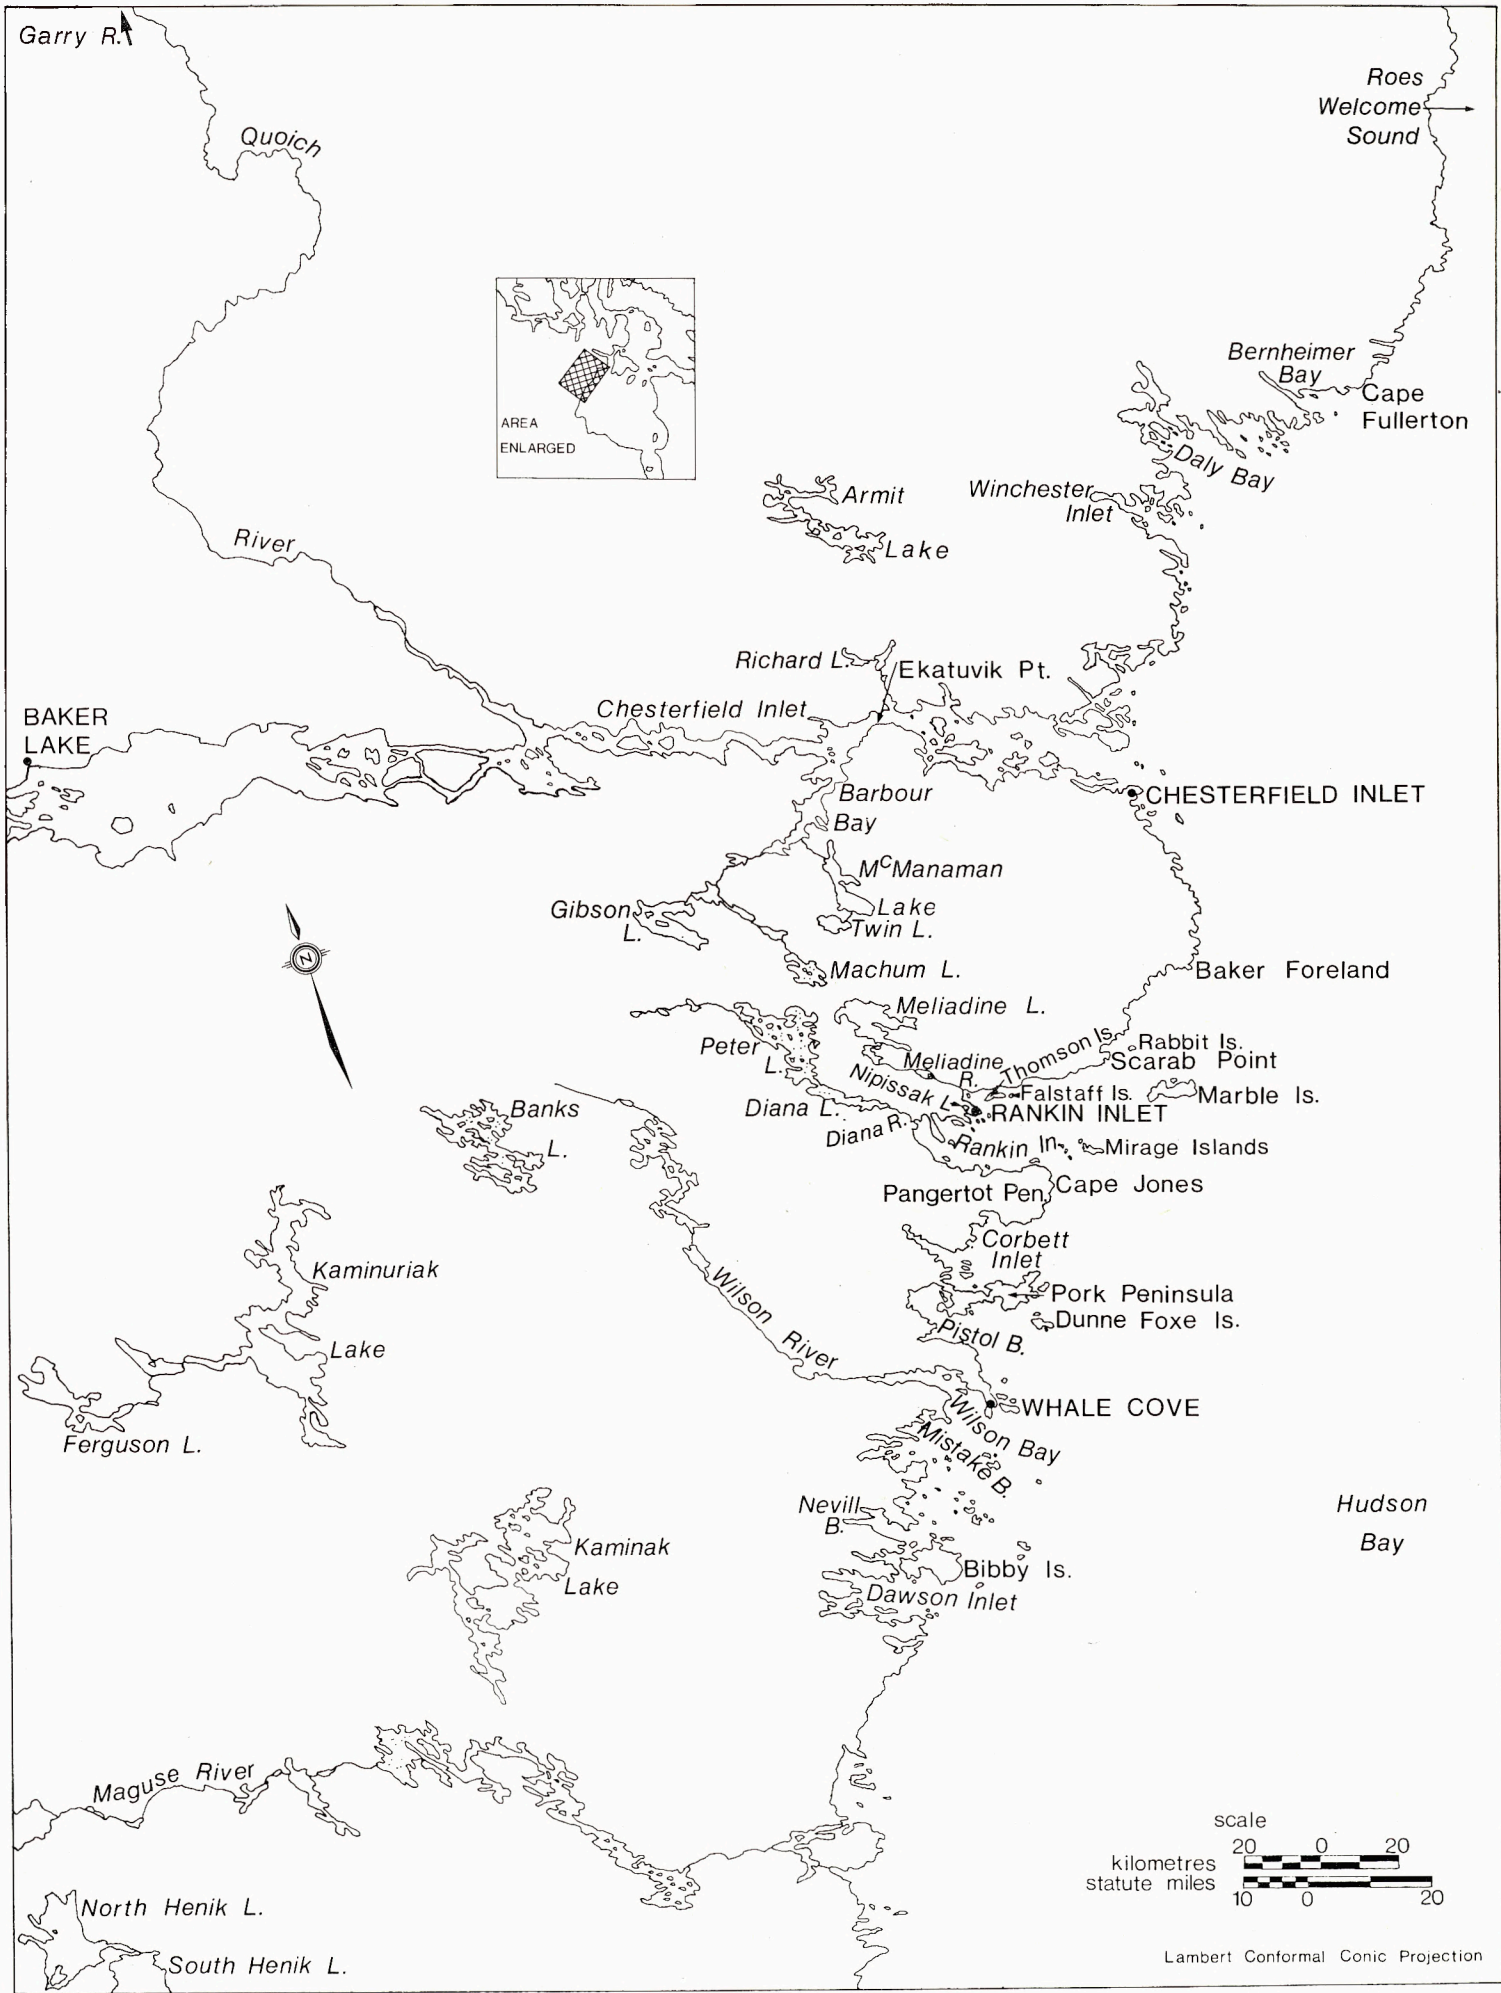 Garry R.
Roes
Welcome
Sound
Quoich
AREA
ENLARGED
Bernheimer
Bay
Cape
Fullerton
Daly Bay
Armit
Lake
Winchester
Inlet
River
Richard L.
Ekatuvik Pt.
Chesterfield Inlet
BAKER
LAKE
CHESTERFIELD INLET
Barbour
Bay
McManaman
Lake
Twin L.
Gibson
L.
N
Machum L.
Baker Foreland
Meliadine L.
Peter
L.
Meliadine
R.
Thomson Is.
Rabbit Is.
Scarab Point
Nipissak L.
Falstaff Is.
Marble Is.
RANKIN INLET
Diana L.
Diana R.
Rankin In.
Mirage Islands
Banks
L.
Pangertot Pen.
Cape Jones
Corbett
Inlet
Kaminuriak
Lake
Pork Peninsula
Dunne Foxe Is.
Pistol B.
Wilson River
WHALE COVE
Wilson Bay
Mistake B.
Ferguson L.
Nevill
B.
Hudson
Bay
Kaminak
Lake
Bibby Is.
Dawson Inlet
Maguse River
North Henik L.
South Henik L.
scale
20 0 20
kilometres
statute miles
10 0 20
Lambert Conformal Conic Projection